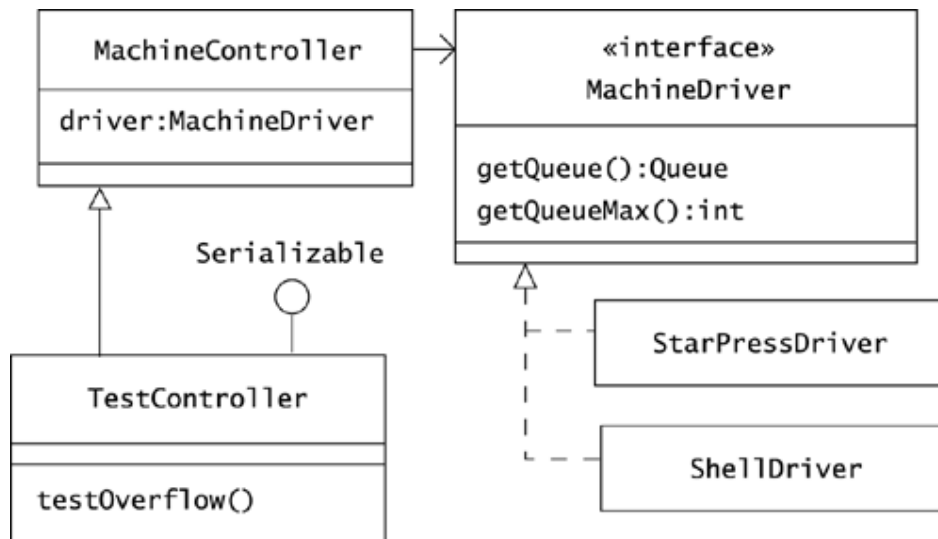 MachineController
driver:MachineDriver
«interface»
MachineDriver
getQueue():Queue
getQueueMax():int
Serializable
TestController
testOverflow()
StarPressDriver
ShellDriver